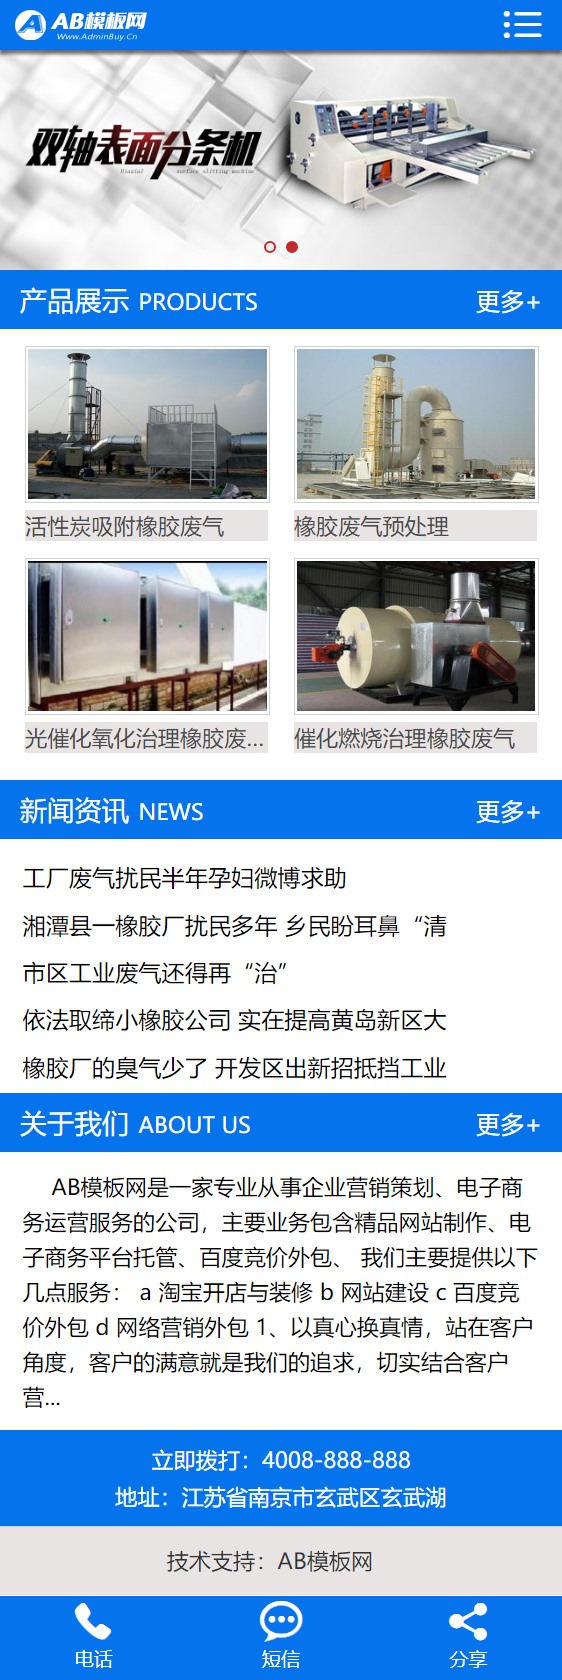 AB模板网
Www.AdminBuy.Cn
双轴表面分条机
Biaxial surface slitting machine
产品展示 PRODUCTS 更多+
活性炭吸附橡胶废气
橡胶废气预处理
光催化氧化治理橡胶废...
催化燃烧治理橡胶废气
新闻资讯 NEWS 更多+
工厂废气扰民半年孕妇微博求助
湘潭县一橡胶厂扰民多年 乡民盼耳鼻“清
市区工业废气还得再“治”
依法取缔小橡胶公司 实在提高黄岛新区大
橡胶厂的臭气少了 开发区出新招抵挡工业
关于我们 ABOUT US 更多+
AB模板网是一家专业从事企业营销策划、电子商
务运营服务的公司，主要业务包含精品网站制作、电
子商务平台托管、百度竞价外包、 我们主要提供以下
几点服务： a 淘宝开店与装修 b 网站建设 c 百度竞
价外包 d 网络营销外包 1、以真心换真情，站在客户
角度，客户的满意就是我们的追求，切实结合客户
营...
立即拨打：4008-888-888
地址：江苏省南京市玄武区玄武湖
技术支持：AB模板网
电话 短信 分享